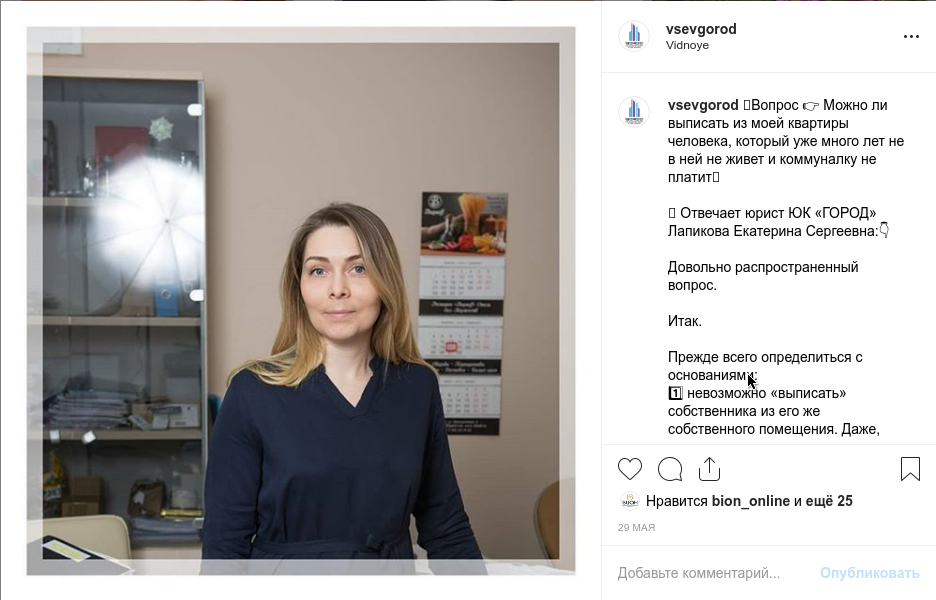 vsevgorod
Vidnoye
vsevgorod Вопрос 👉 Можно ли
выписать из моей квартиры
человека, который уже много лет не
в ней не живет и коммуналку не
платит
Отвечает юрист ЮК «ГОРОД»
Лапикова Екатерина Сергеевна:👇
Довольно распространенный
вопрос.
Итак.
Прежде всего определиться с
основаниями:
1️⃣ невозможно «выписать»
собственника из его же
собственного помещения. Даже,
Нравится bion_online и ещё 25
29 МАЯ
Добавьте комментарий... Опубликовать